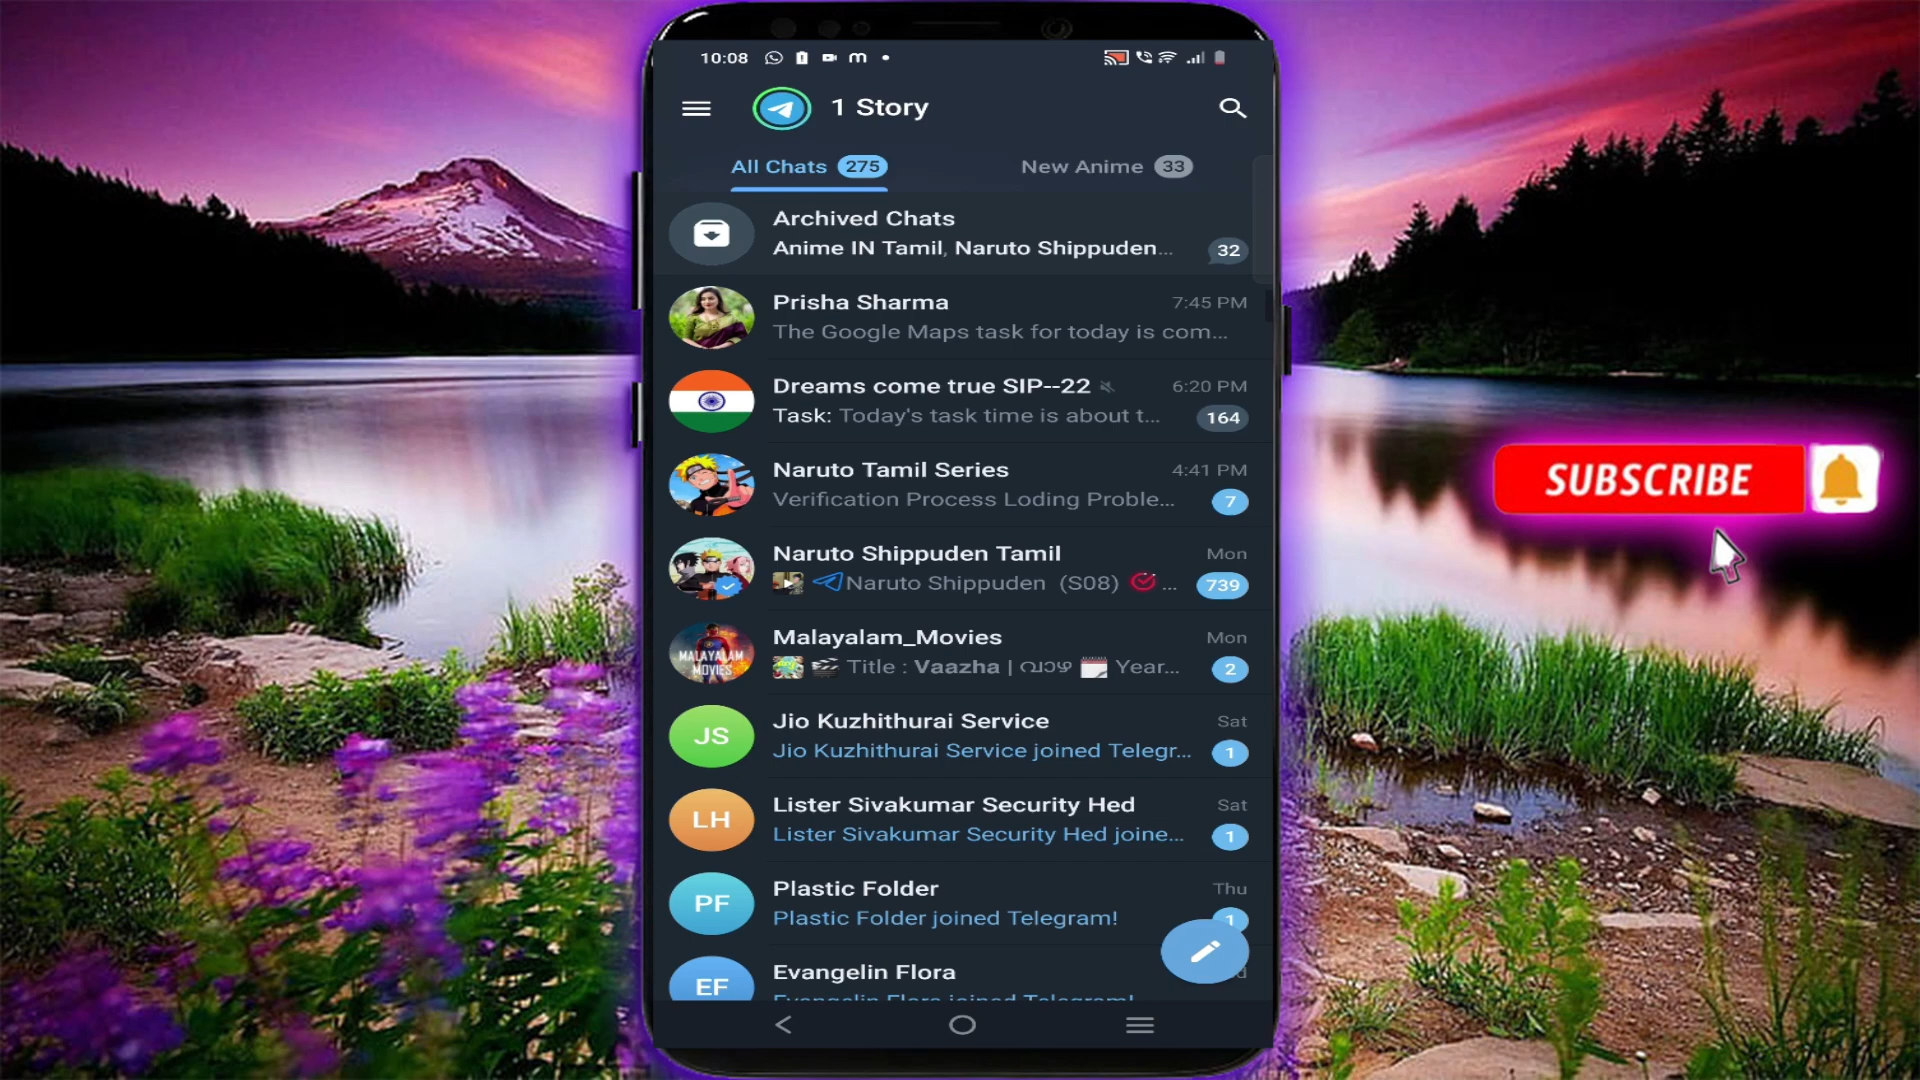 10:08
1 Story
All Chats 275
New Anime 33
Archived Chats
Anime IN Tamil, Naruto Shippuden... 32
Prisha Sharma 7:45 PM
The Google Maps task for today is com...
Dreams come true SIP--22 6:20 PM
Task: Today's task time is about t... 164
Naruto Tamil Series 4:41 PM
Verification Process Loding Proble... 7
Naruto Shippuden Tamil Mon
Naruto Shippuden (S08) ... 739
MALAYALAM
MOVIES
Malayalam_Movies Mon
Title : Vaazha | വാഴ Year... 2
JS
Jio Kuzhithurai Service Sat
Jio Kuzhithurai Service joined Telegr... 1
LH
Lister Sivakumar Security Hed Sat
Lister Sivakumar Security Hed joine... 1
PF
Plastic Folder Thu
Plastic Folder joined Telegram! 1
EF
Evangelin Flora
Evangelin Flora joined Telegram!
SUBSCRIBE